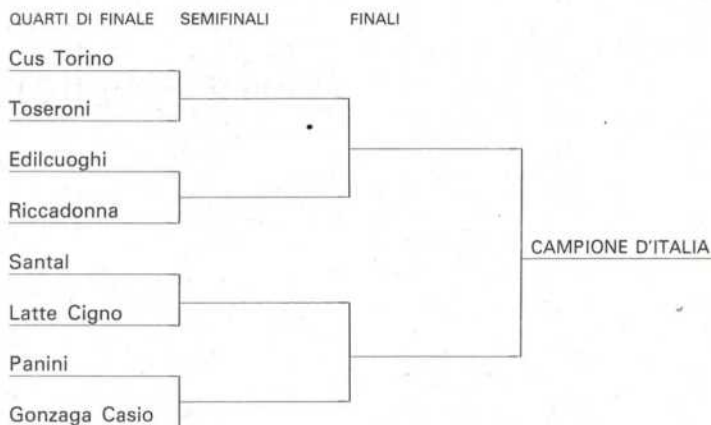 QUARTI DI FINALE SEMIFINALI FINALI
Cus Torino
Toseroni
Edilcuoghi
Riccadonna
CAMPIONE D'ITALIA
Santal
Latte Cigno
Panini
Gonzaga Casio